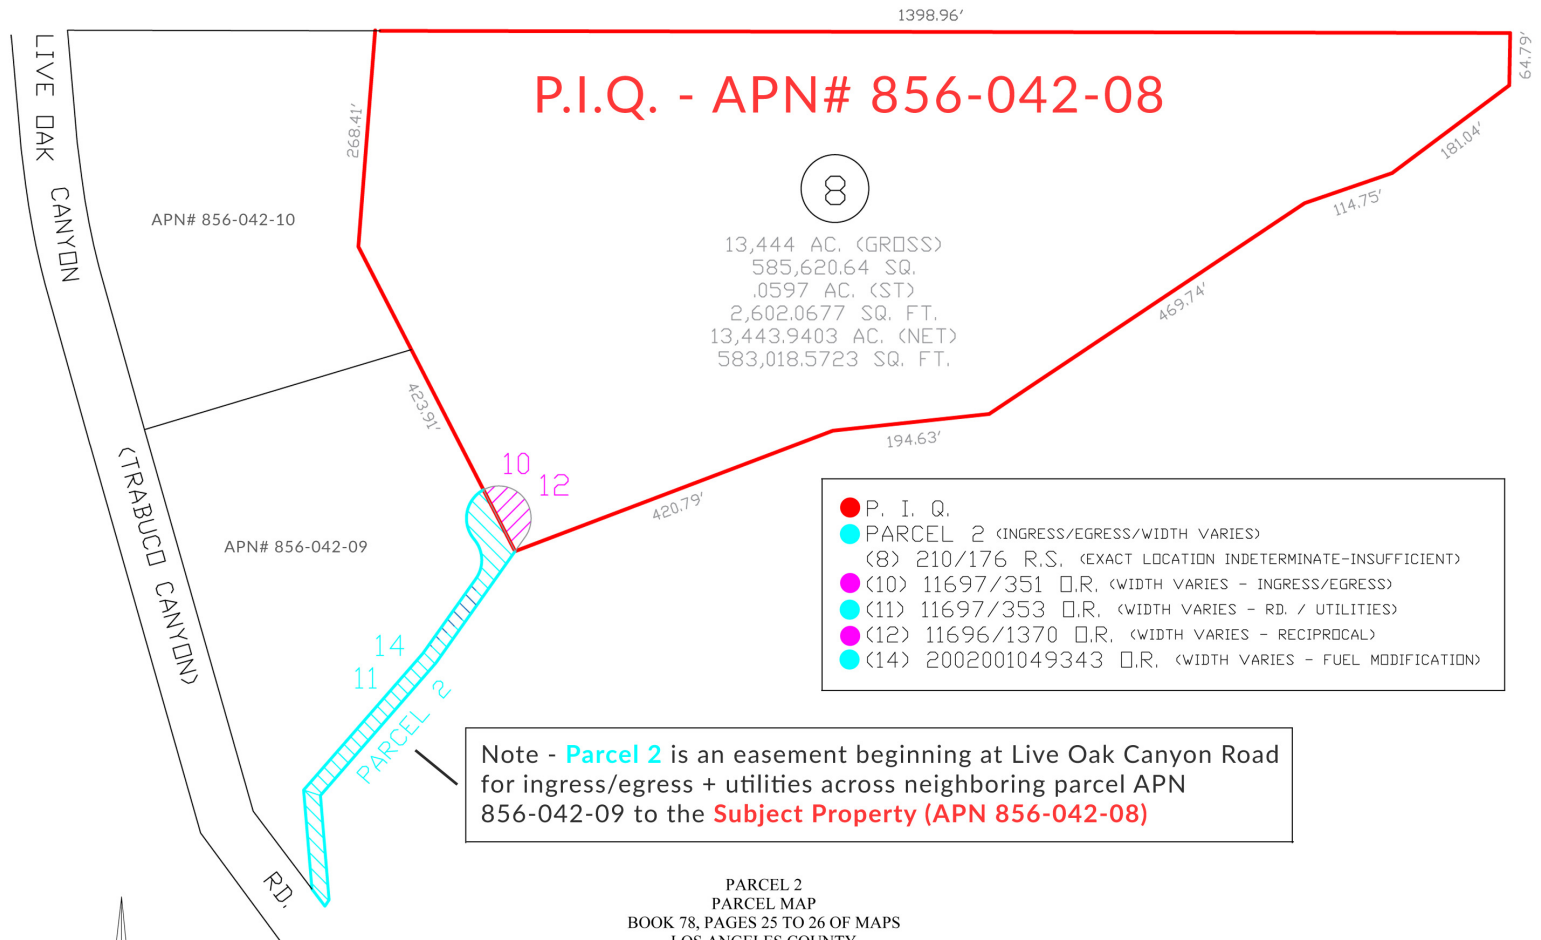 1398.96'
64.79'
LIVE OAK CANYON
P.I.Q. - APN# 856-042-08
268.41'
181.04'
8
114.75'
APN# 856-042-10
13,444 AC. (GROSS)
585,620.64 SQ.
.0597 AC. (ST)
2,602.0677 SQ. FT.
13,443.9403 AC. (NET)
583,018.5723 SQ. FT.
469.74'
423.91'
194.63'
(TRABUCO CANYON)
10
12
420.79'
APN# 856-042-09
P. I. Q.
PARCEL 2 (INGRESS/EGRESS/WIDTH VARIES)
(8) 210/176 R.S. (EXACT LOCATION INDETERMINATE-INSUFFICIENT)
(10) 11697/351 O.R. (WIDTH VARIES - INGRESS/EGRESS)
(11) 11697/353 O.R. (WIDTH VARIES - RD. / UTILITIES)
(12) 11696/1370 O.R. (WIDTH VARIES - RECIPROCAL)
(14) 2002001049343 O.R. (WIDTH VARIES - FUEL MODIFICATION)
14
11
PARCEL 2
Note - Parcel 2 is an easement beginning at Live Oak Canyon Road
for ingress/egress + utilities across neighboring parcel APN
856-042-09 to the Subject Property (APN 856-042-08)
RD.
PARCEL 2
PARCEL MAP
BOOK 78, PAGES 25 TO 26 OF MAPS
LOS ANGELES COUNTY